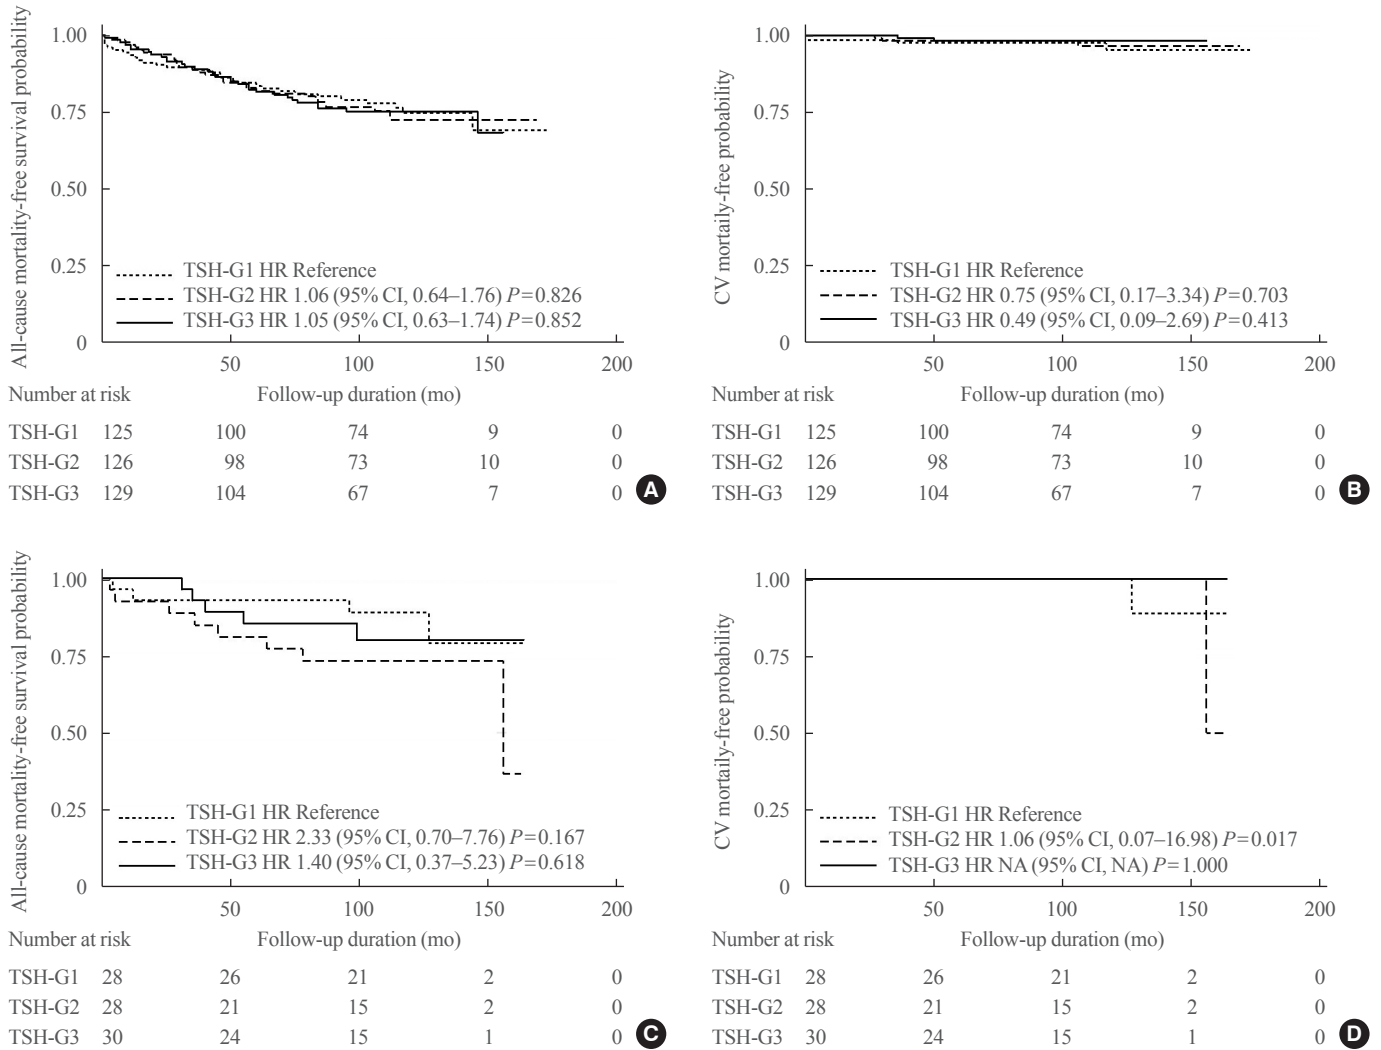 All-cause mortality-free survival probability
1.00
0.75
0.50
0.25
0
TSH-G1 HR Reference
TSH-G2 HR 1.06 (95% CI, 0.64–1.76) P=0.826
TSH-G3 HR 1.05 (95% CI, 0.63–1.74) P=0.852
50 100 150 200
Number at risk Follow-up duration (mo)
TSH-G1 125 100 74 9 0
TSH-G2 126 98 73 10 0
TSH-G3 129 104 67 7 0
A
CV mortaily-free probability
1.00
0.75
0.50
0.25
0
TSH-G1 HR Reference
TSH-G2 HR 0.75 (95% CI, 0.17–3.34) P=0.703
TSH-G3 HR 0.49 (95% CI, 0.09–2.69) P=0.413
50 100 150 200
Number at risk Follow-up duration (mo)
TSH-G1 125 100 74 9 0
TSH-G2 126 98 73 10 0
TSH-G3 129 104 67 7 0
B
All-cause mortality-free survival probability
1.00
0.75
0.50
0.25
0
TSH-G1 HR Reference
TSH-G2 HR 2.33 (95% CI, 0.70–7.76) P=0.167
TSH-G3 HR 1.40 (95% CI, 0.37–5.23) P=0.618
50 100 150 200
Number at risk Follow-up duration (mo)
TSH-G1 28 26 21 2 0
TSH-G2 28 21 15 2 0
TSH-G3 30 24 15 1 0
C
CV mortaily-free probability
1.00
0.75
0.50
0.25
0
TSH-G1 HR Reference
TSH-G2 HR 1.06 (95% CI, 0.07–16.98) P=0.017
TSH-G3 HR NA (95% CI, NA) P=1.000
50 100 150 200
Number at risk Follow-up duration (mo)
TSH-G1 28 26 21 2 0
TSH-G2 28 21 15 2 0
TSH-G3 30 24 15 1 0
D